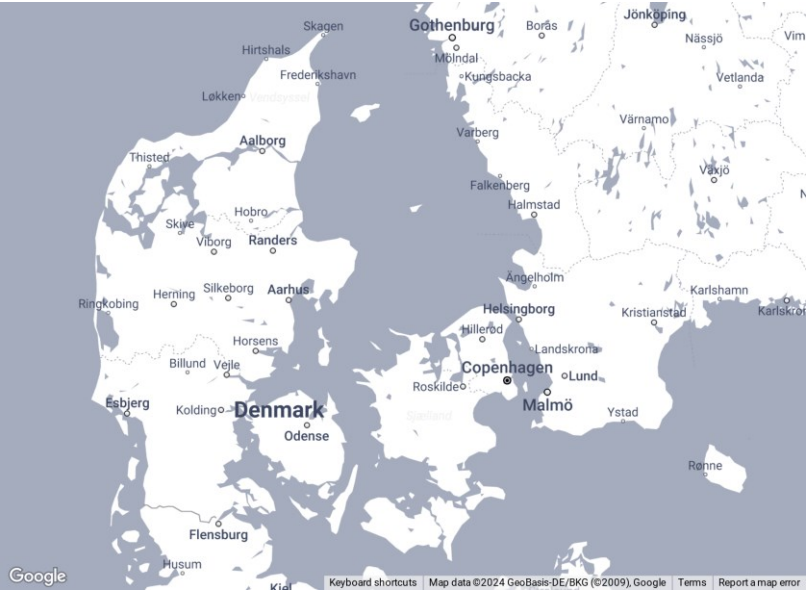 Skagen
Gothenburg
Borås
Jönköping
Nässjö
Vim
Hirtshals
Mölndal
Frederikshavn
Kungsbacka
Vetlanda
Løkken
Vendsyssel
Värnamo
Varberg
Aalborg
Thisted
Växjö
Falkenberg
Halmstad
Hobro
Skive
Viborg
Randers
Ängelholm
Silkeborg
Aarhus
Herning
Karlshamn
Ringkobing
Helsingborg
Kristianstad
Karlskro
Hillerød
Horsens
Landskrona
Billund
Vejle
Copenhagen
Lund
Roskilde
Esbjerg
Kolding
Denmark
Malmö
Ystad
Sjælland
Odense
Rønne
Flensburg
Husum
Kiel
Google
Keyboard shortcuts
Map data ©2024 GeoBasis-DE/BKG (©2009), Google
Terms
Report a map error